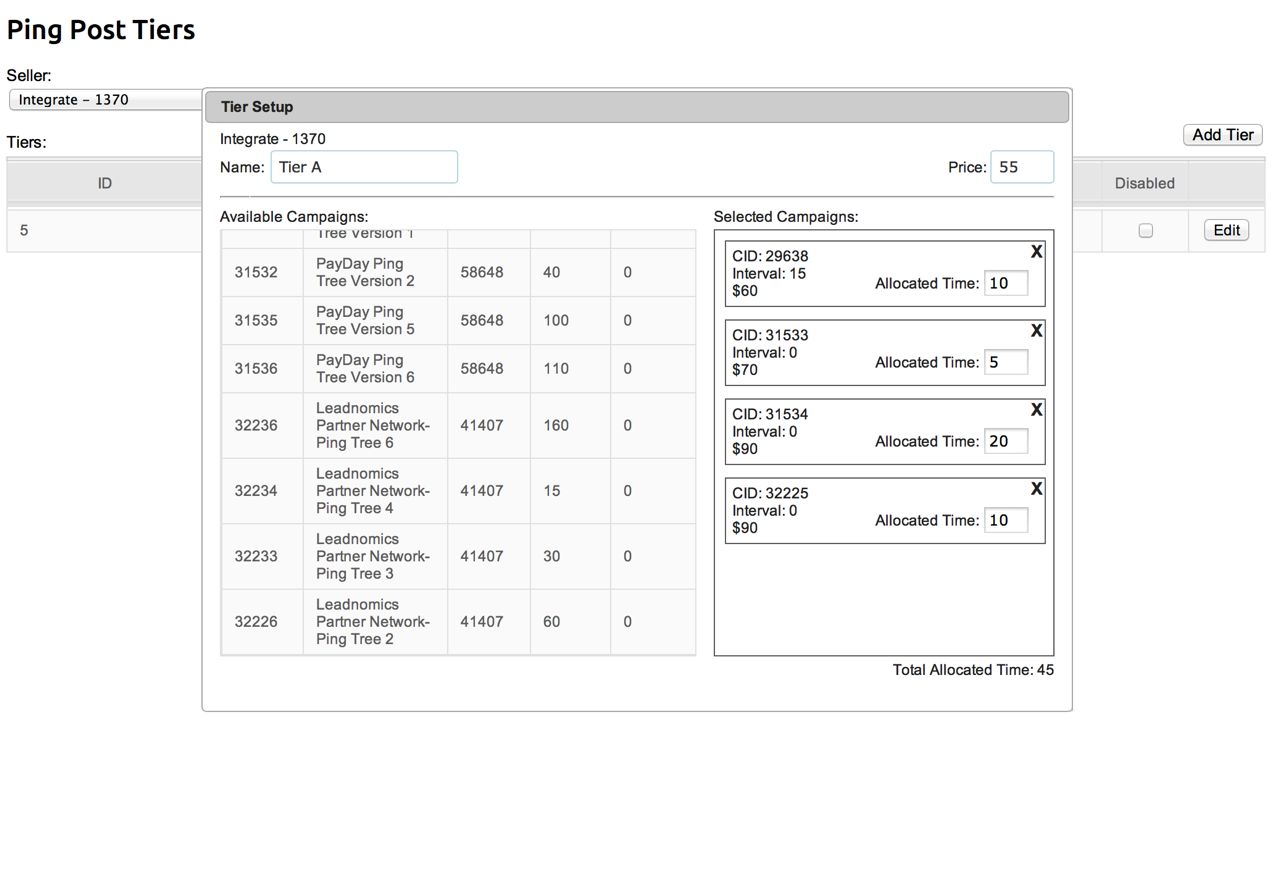 Ping Post Tiers
Seller:
Integrate – 1370
Tiers:
Add Tier
ID
Disabled
5
Edit
Tier Setup
Integrate - 1370
Name: Tier A
Price: 55
Available Campaigns:
Tree Version 1
31532 PayDay Ping 58648 40 0
Tree Version 2
31535 PayDay Ping 58648 100 0
Tree Version 5
31536 PayDay Ping 58648 110 0
Tree Version 6
Leadnomics
32236 Partner Network- 41407 160 0
Ping Tree 6
Leadnomics
32234 Partner Network- 41407 15 0
Ping Tree 4
Leadnomics
32233 Partner Network- 41407 30 0
Ping Tree 3
Leadnomics
32226 Partner Network- 41407 60 0
Ping Tree 2
Selected Campaigns:
X
CID: 29638
Interval: 15
$60
Allocated Time: 10
X
CID: 31533
Interval: 0
$70
Allocated Time: 5
X
CID: 31534
Interval: 0
$90
Allocated Time: 20
X
CID: 32225
Interval: 0
$90
Allocated Time: 10
Total Allocated Time: 45